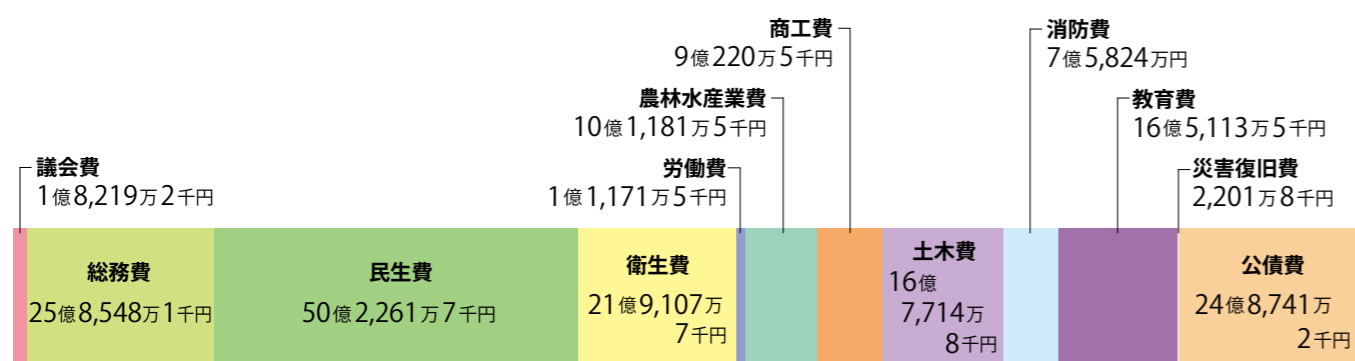 商工費
9億220万5千円
消防費
7億5,824万円
農林水産業費
10億1,181万5千円
教育費
16億5,113万5千円
議会費
1億8,219万2千円
労働費
1億1,171万5千円
災害復旧費
2,201万8千円
総務費
25億8,548万1千円
民生費
50億2,261万7千円
衛生費
21億9,107万
7千円
土木費
16億
7,714万
8千円
公債費
24億8,741万
2千円